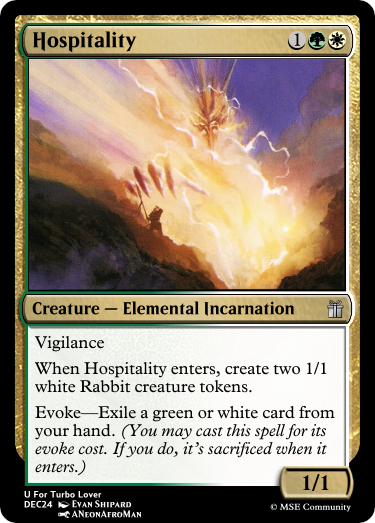 Hospitality 1
Creature — Elemental Incarnation
Vigilance
When Hospitality enters, create two 1/1
white Rabbit creature tokens.
Evoke—Exile a green or white card from
your hand. (You may cast this spell for its
evoke cost. If you do, it's sacrificed when it
enters.)
1/1
U For Turbo Lover
DEC24 Evan Shipard
ANeonAfroMan
© MSE Community